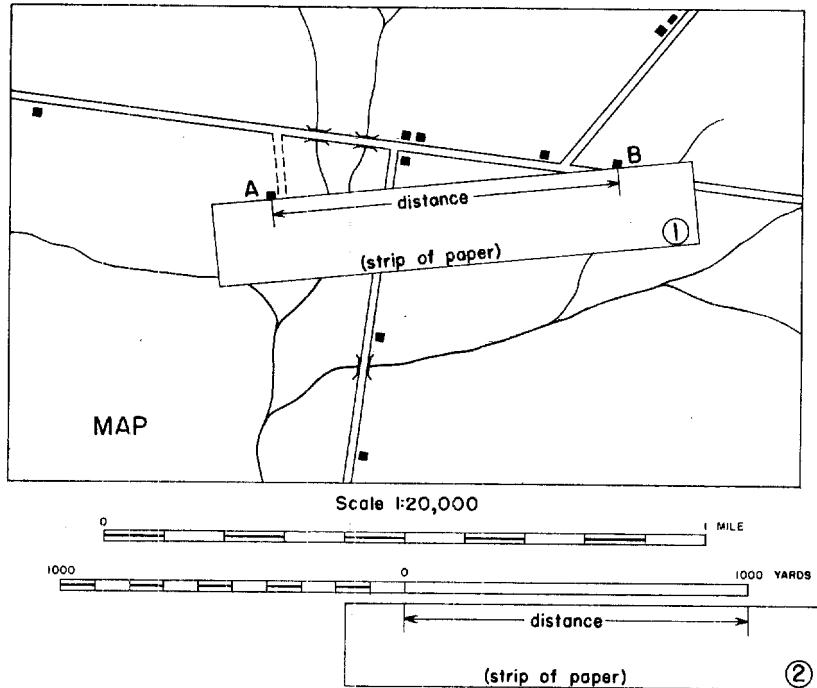 B
A
distance
①
(strip of paper)
MAP
Scale 1:20,000
0 1 MILE
1000 0 1000 YARDS
distance
(strip of paper) ②